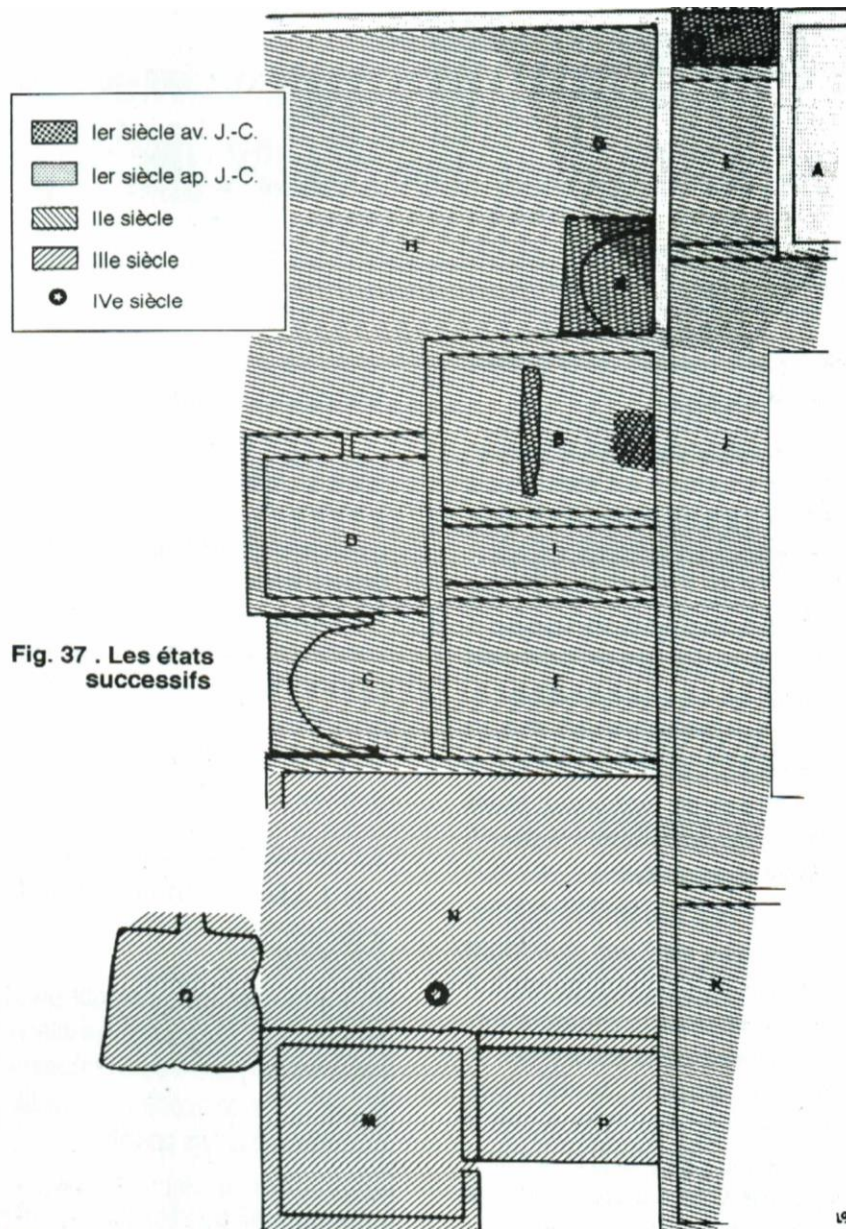 Ier siècle av. J.-C.
Ier siècle ap. J.-C.
IIe siècle
IIIe siècle
IVe siècle
A
H
B
J
D
I
Fig. 37 . Les états
successifs
C
N
K
M
P